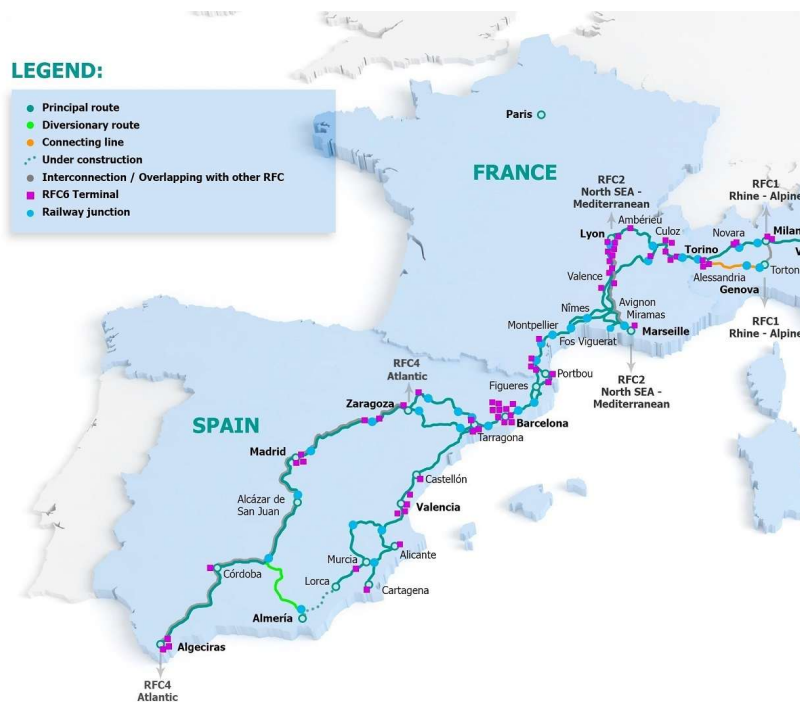 LEGEND:
Principal route
Diversionary route
Connecting line
Under construction
Interconnection / Overlapping with other RFC
RFC6 Terminal
Railway junction
Paris
FRANCE
RFC2
North SEA -
Mediterranean
RFC1
Rhine - Alpine
Ambérieu
Lyon
Culoz
Novara
Milan
Torino
V
Valence
Alessandria
Torton
Genova
Avignon
Nîmes
Miramas
Montpellier
Marseille
Fos Viguerat
RFC1
Rhine - Alpine
RFC4
Atlantic
Portbou
Figueres
RFC2
North SEA -
Mediterranean
Zaragoza
SPAIN
Barcelona
Tarragona
Madrid
Castellón
Alcázar de
San Juan
Valencia
Murcia
Alicante
Córdoba
Lorca
Cartagena
Almería
Algeciras
RFC4
Atlantic